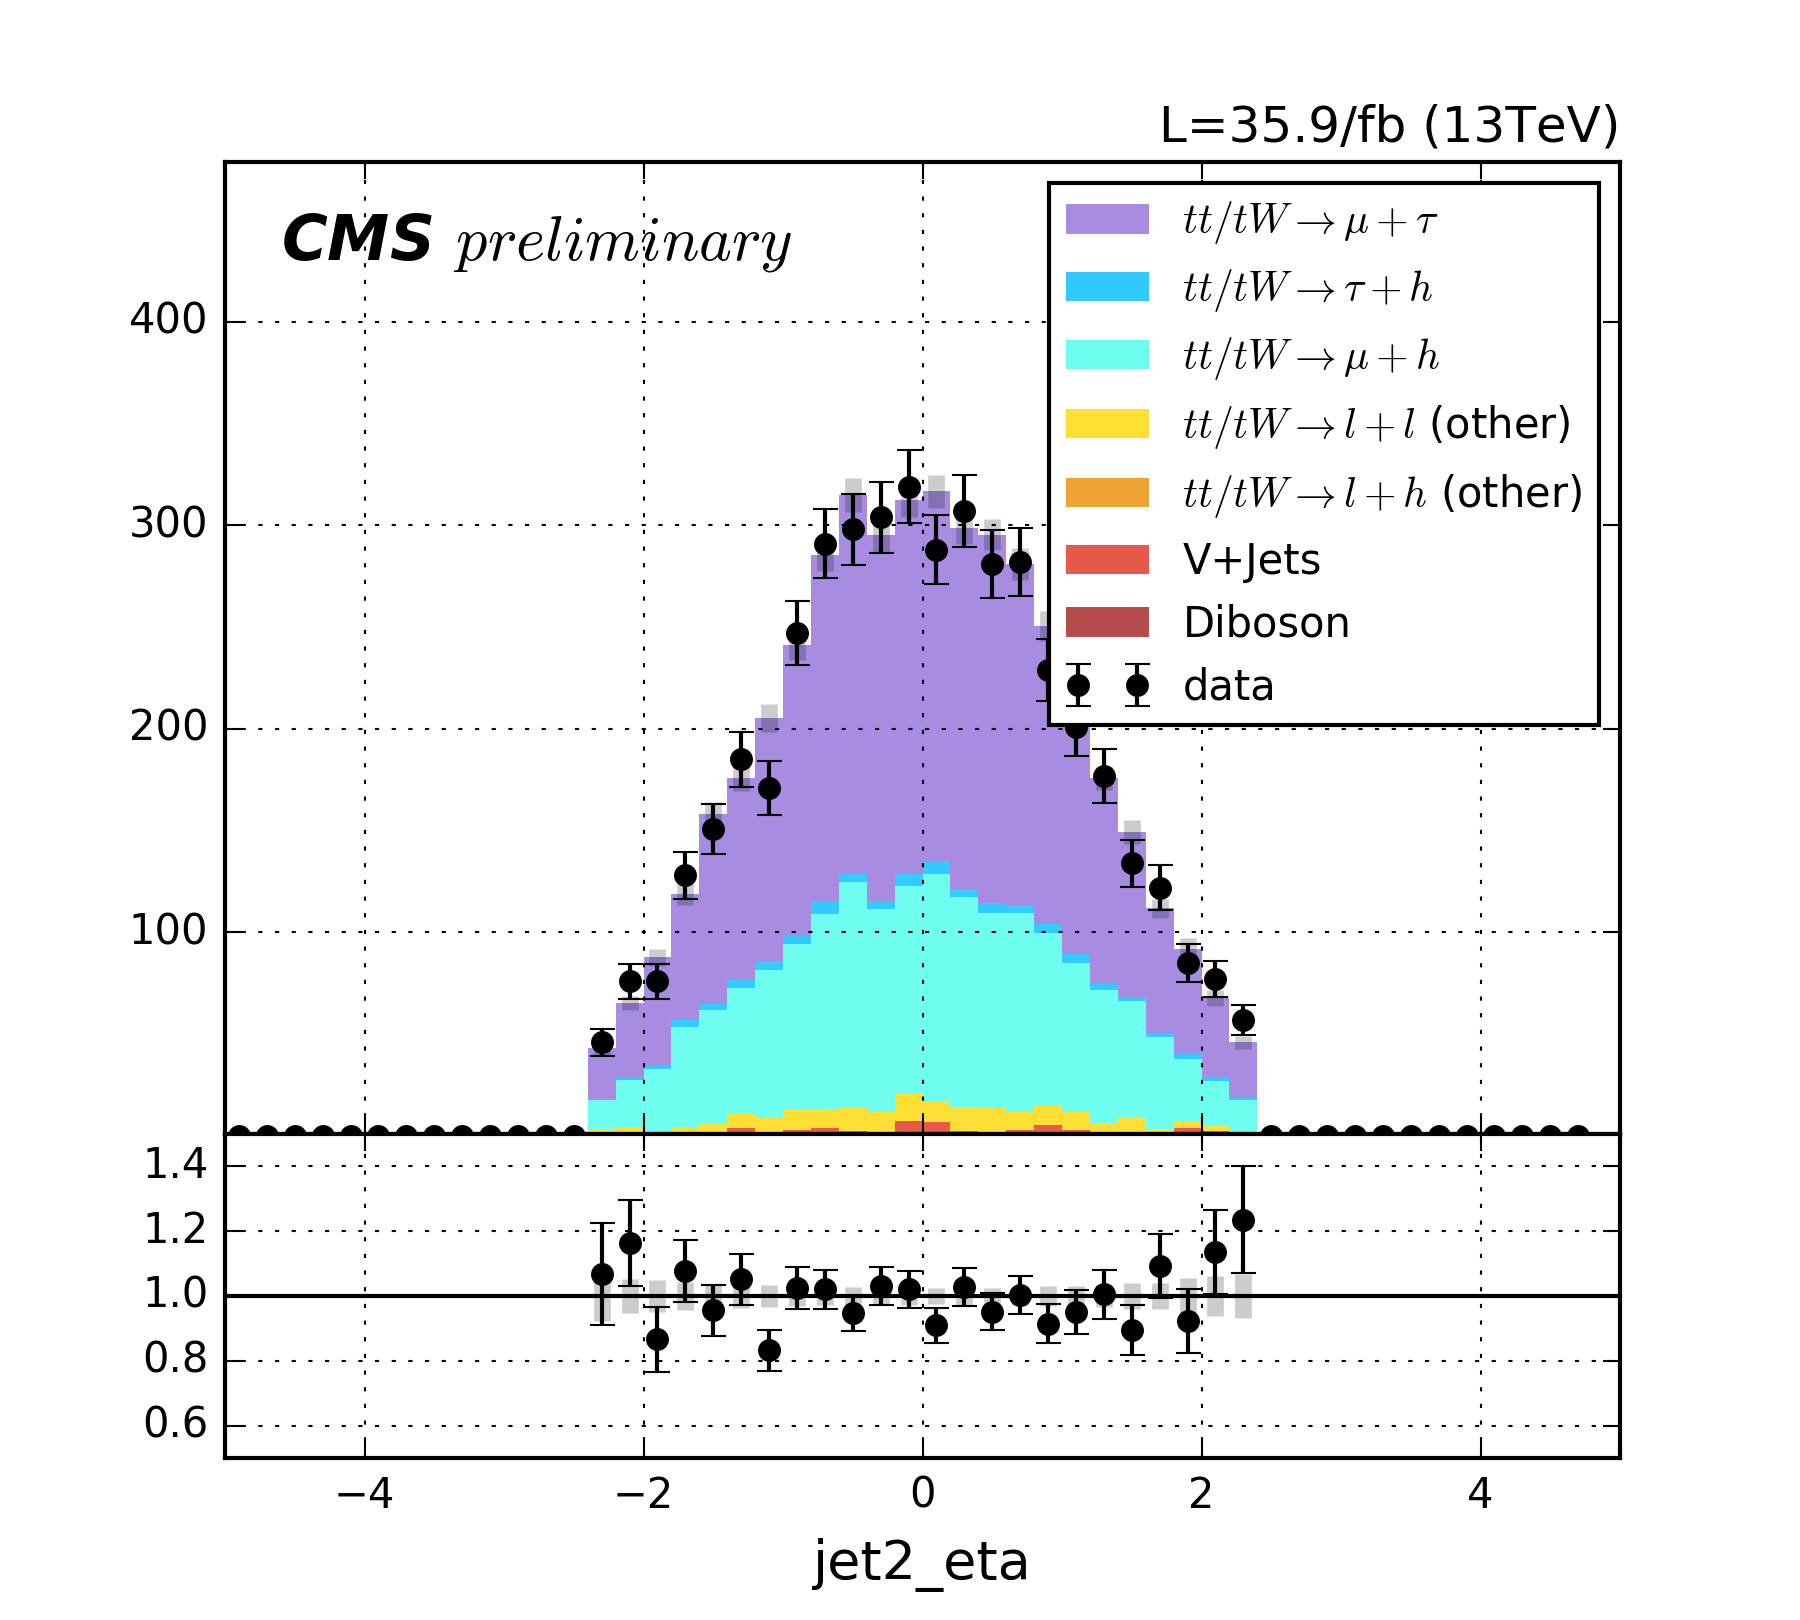 L=35.9/fb (13TeV)
CMS preliminary
tt/tW→μ+τ
tt/tW→τ+h
tt/tW→μ+h
tt/tW→l+l (other)
tt/tW→l+h (other)
V+Jets
Diboson
data
400
300
200
100
1.4
1.2
1.0
0.8
0.6
−4 −2 0 2 4
jet2_eta